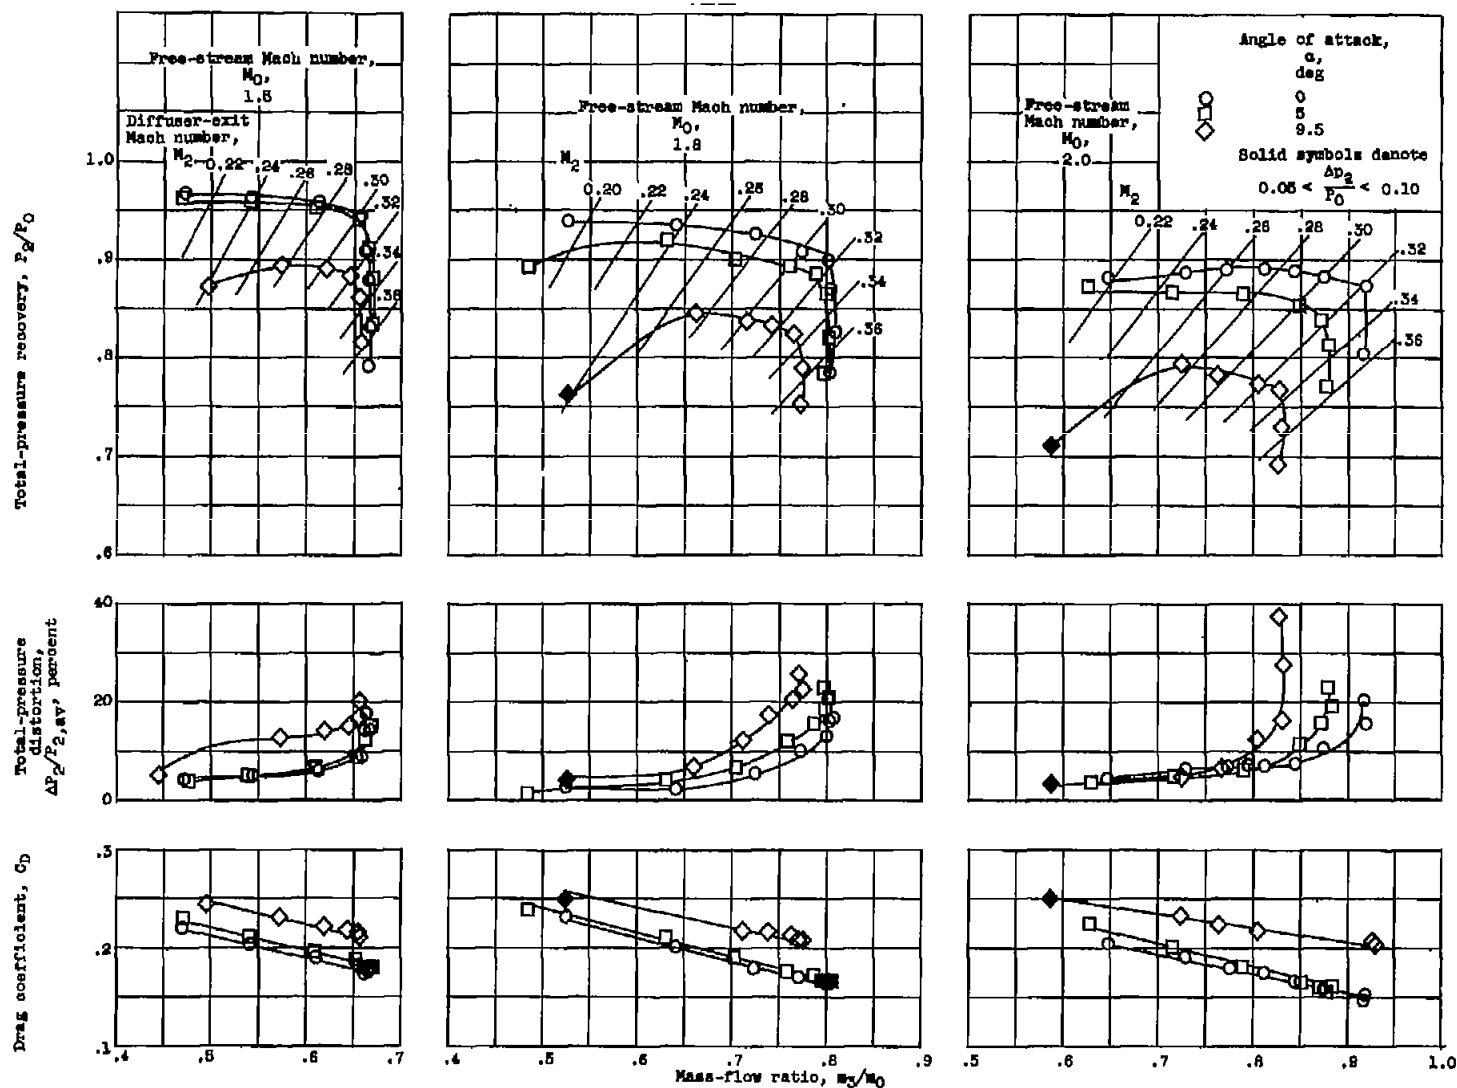 Free-stream Mach number,
M0,
1.5
Diffuser-exit
Mach number,
M2
0.22 .24 .26 .28 .30
.32
.34
.36
Free-stream Mach number,
M0,
1.8
M2
0.20 .22 .24 .26 .28 .30
.32
.34
.36
Free-stream
Mach number,
M0,
2.0
M2
0.22 .24 .26 .28 .30 .32
.34
.36
Angle of attack,
α,
deg
0
5
9.5
Solid symbols denote
0.05 < Δp2/P0 < 0.10
Total-pressure recovery, P2/P0
1.0
.9
.8
.7
.6
Total-pressure
distortion,
ΔP2/P2,av, percent
40
20
0
Drag coefficient, CD
.3
.2
.1
.4 .5 .6 .7
.4 .5 .6 .7 .8 .9
.5 .6 .7 .8 .9 1.0
Mass-flow ratio, m3/m0